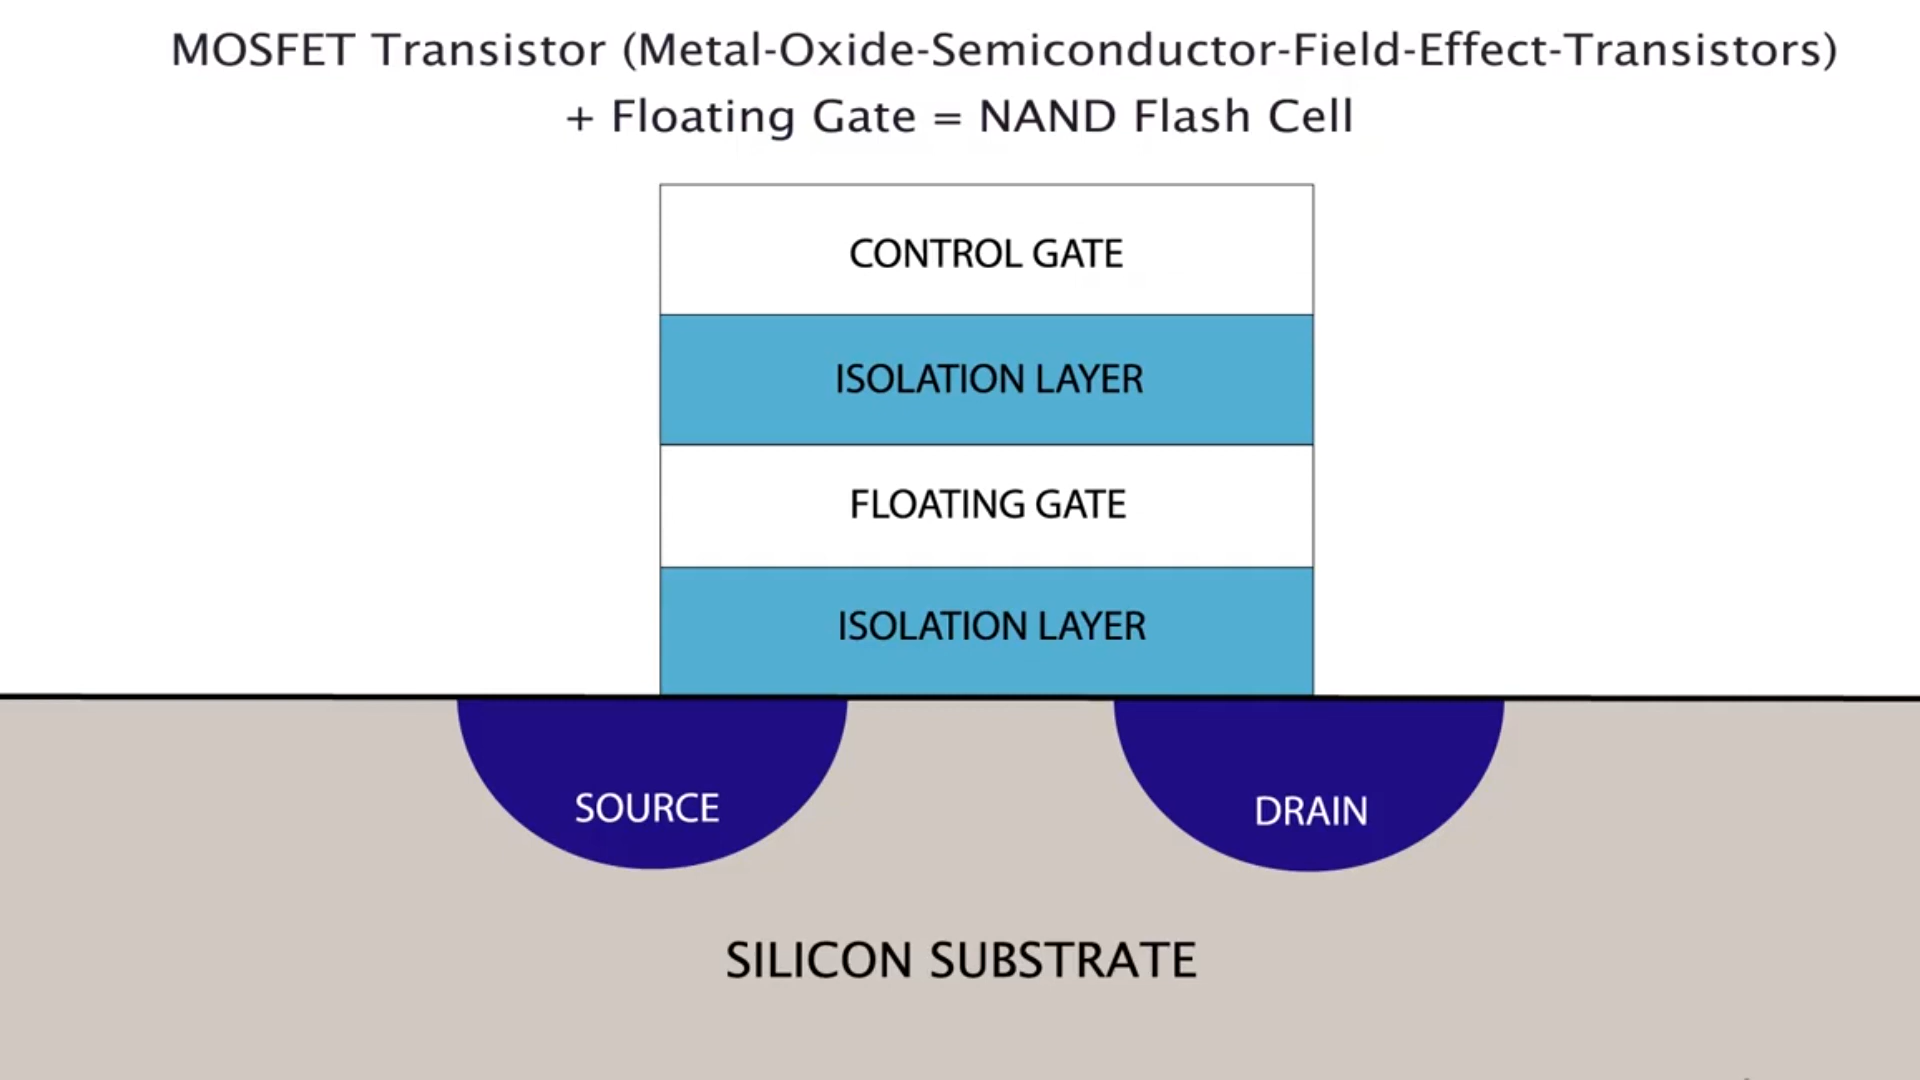 MOSFET Transistor (Metal-Oxide-Semiconductor-Field-Effect-Transistors)
+ Floating Gate = NAND Flash Cell
CONTROL GATE
ISOLATION LAYER
FLOATING GATE
ISOLATION LAYER
SOURCE
DRAIN
SILICON SUBSTRATE